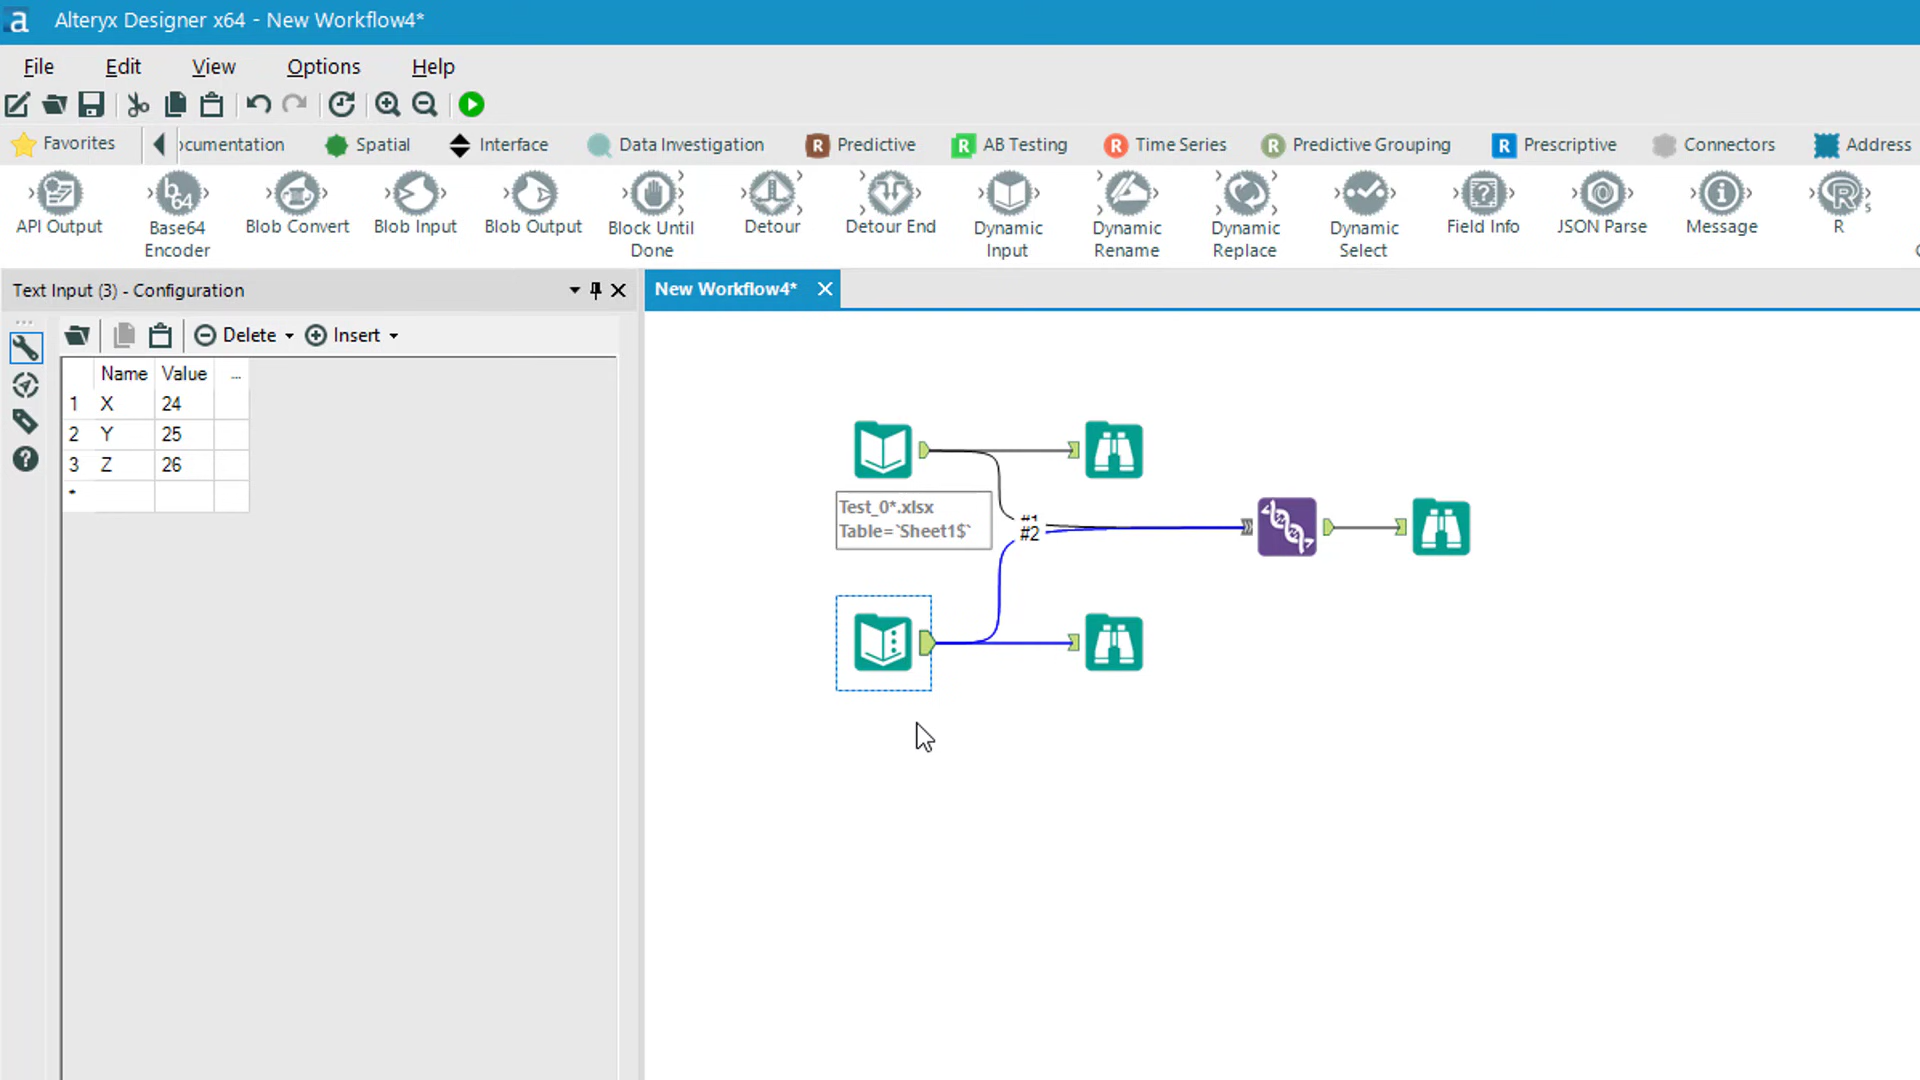 a Alteryx Designer x64 - New Workflow4*
File Edit View Options Help
Favorites ocumentation Spatial Interface Data Investigation R Predictive R AB Testing R Time Series R Predictive Grouping R Prescriptive Connectors Address
API Output Base64 Encoder Blob Convert Blob Input Blob Output Block Until Done Detour Detour End Dynamic Input Dynamic Rename Dynamic Replace Dynamic Select Field Info JSON Parse Message R
Text Input (3) - Configuration
New Workflow4*
Delete Insert
Name Value ...
1 X 24
2 Y 25
3 Z 26
*
Test_0*.xlsx
Table=`Sheet1$`
#1
#2